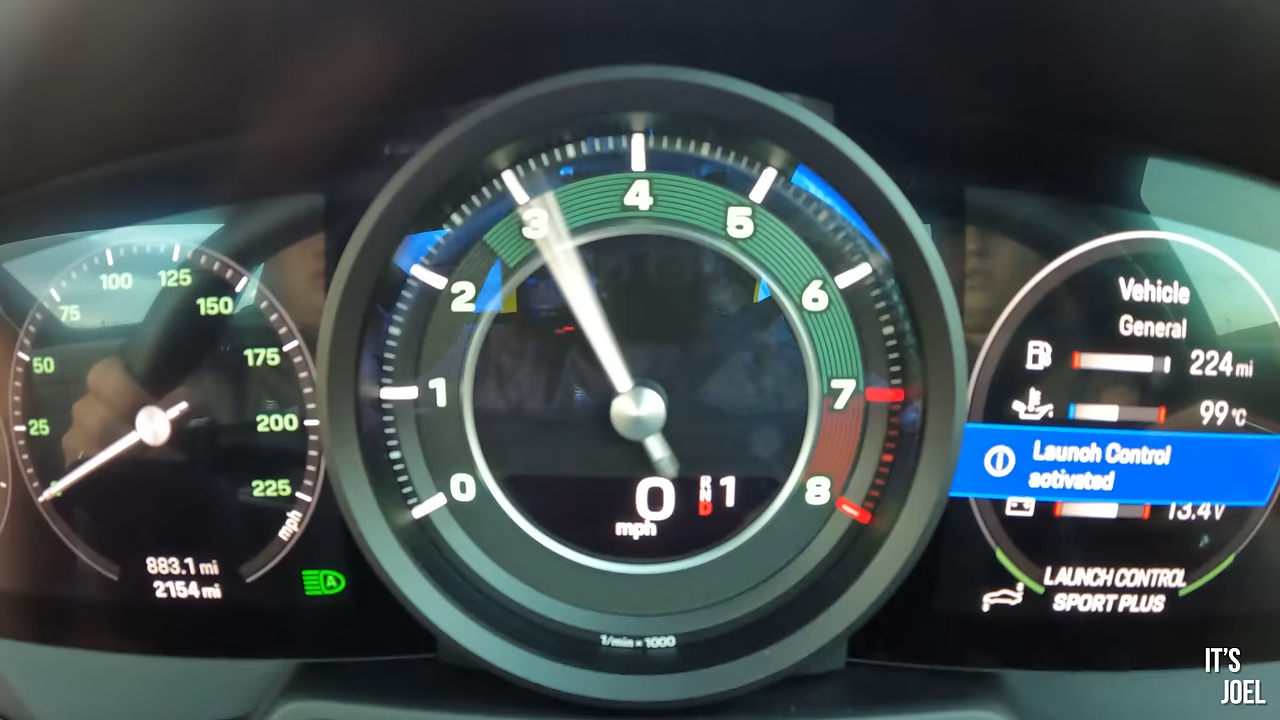 25
50
75
100
125
150
175
200
225
mph
883.1 mi
2154 mi
0
1
2
3
4
5
6
7
8
0
mph
R
N
D
1
1/min × 1000
Vehicle
General
224 mi
99 °C
Launch Control
activated
13.4V
LAUNCH CONTROL
SPORT PLUS
IT'S
JOEL